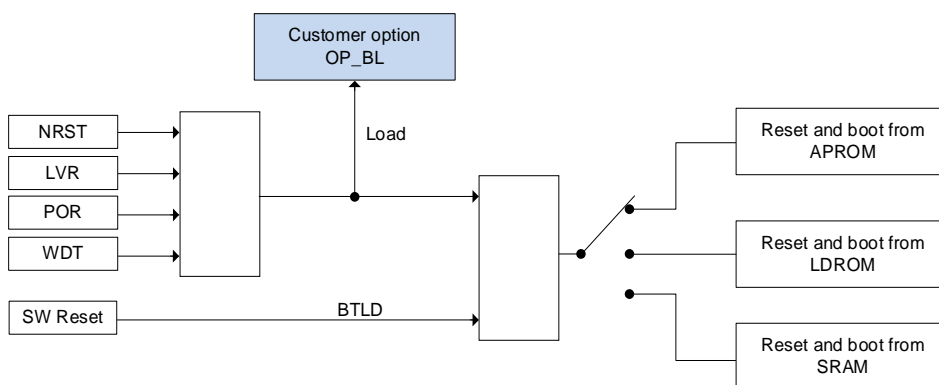 Customer option
OP_BL
NRST
LVR
POR
WDT
Load
SW Reset
BTLD
Reset and boot from
APROM
Reset and boot from
LDROM
Reset and boot from
SRAM